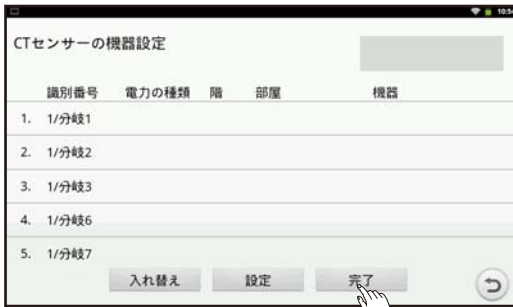 10:54
CTセンサーの機器設定
識別番号 電力の種類 階 部屋 機器
1. 1/分岐1
2. 1/分岐2
3. 1/分岐3
4. 1/分岐6
5. 1/分岐7
入れ替え 設定 完了